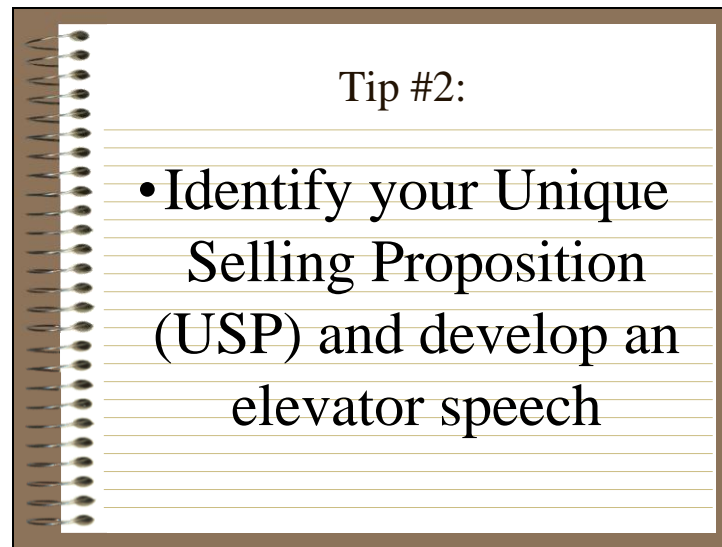 Tip #2:
•Identify your Unique
Selling Proposition
(USP) and develop an
elevator speech